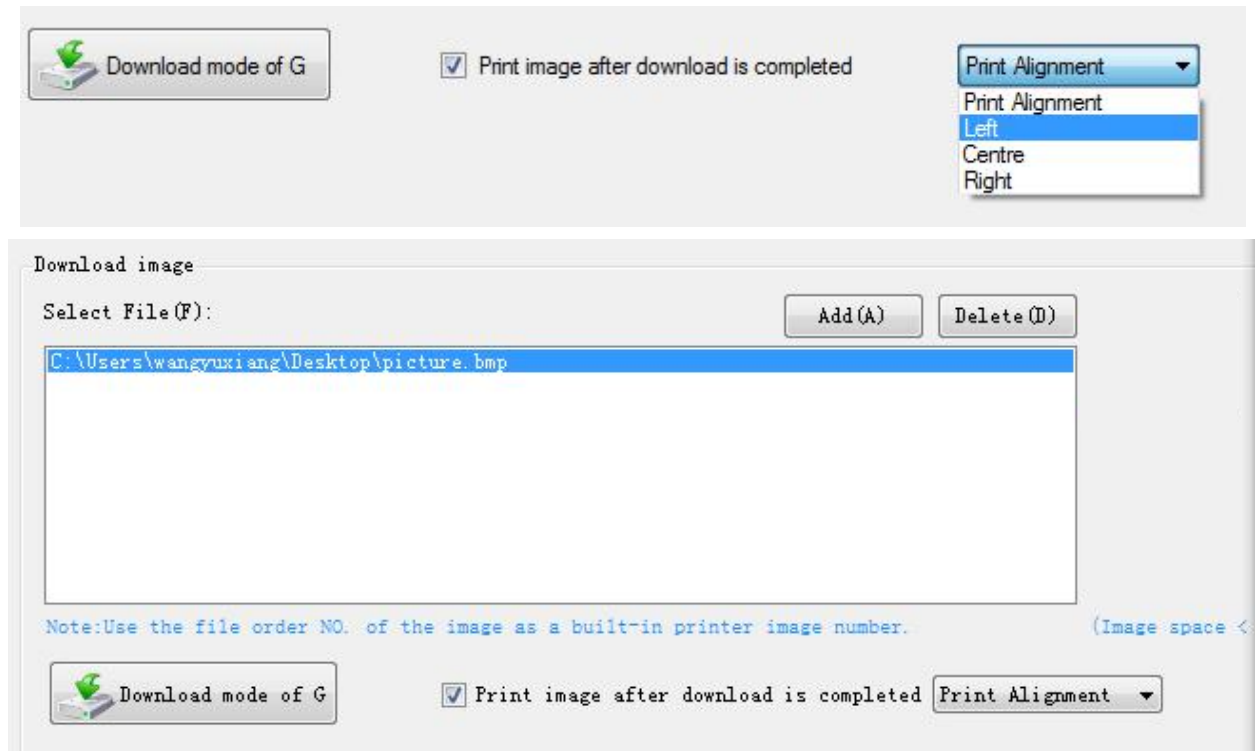 Download mode of G
Print image after download is completed
Print Alignment
Print Alignment
Left
Centre
Right
Download image
Select File(F):
Add(A)
Delete(D)
C:\Users\wangyuxiang\Desktop\picture.bmp
Note:Use the file order NO. of the image as a built-in printer image number.
(Image space <
Download mode of G
Print image after download is completed
Print Alignment